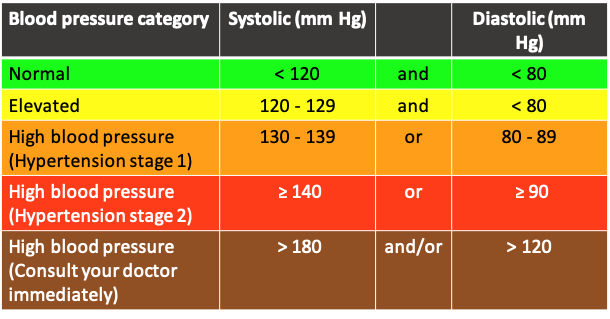 Blood pressure category Systolic (mm Hg) Diastolic (mm
Hg)
Normal < 120 and < 80
Elevated 120 - 129 and < 80
High blood pressure 130 - 139 or 80 - 89
(Hypertension stage 1)
High blood pressure ≥ 140 or ≥ 90
(Hypertension stage 2)
High blood pressure > 180 and/or > 120
(Consult your doctor
immediately)